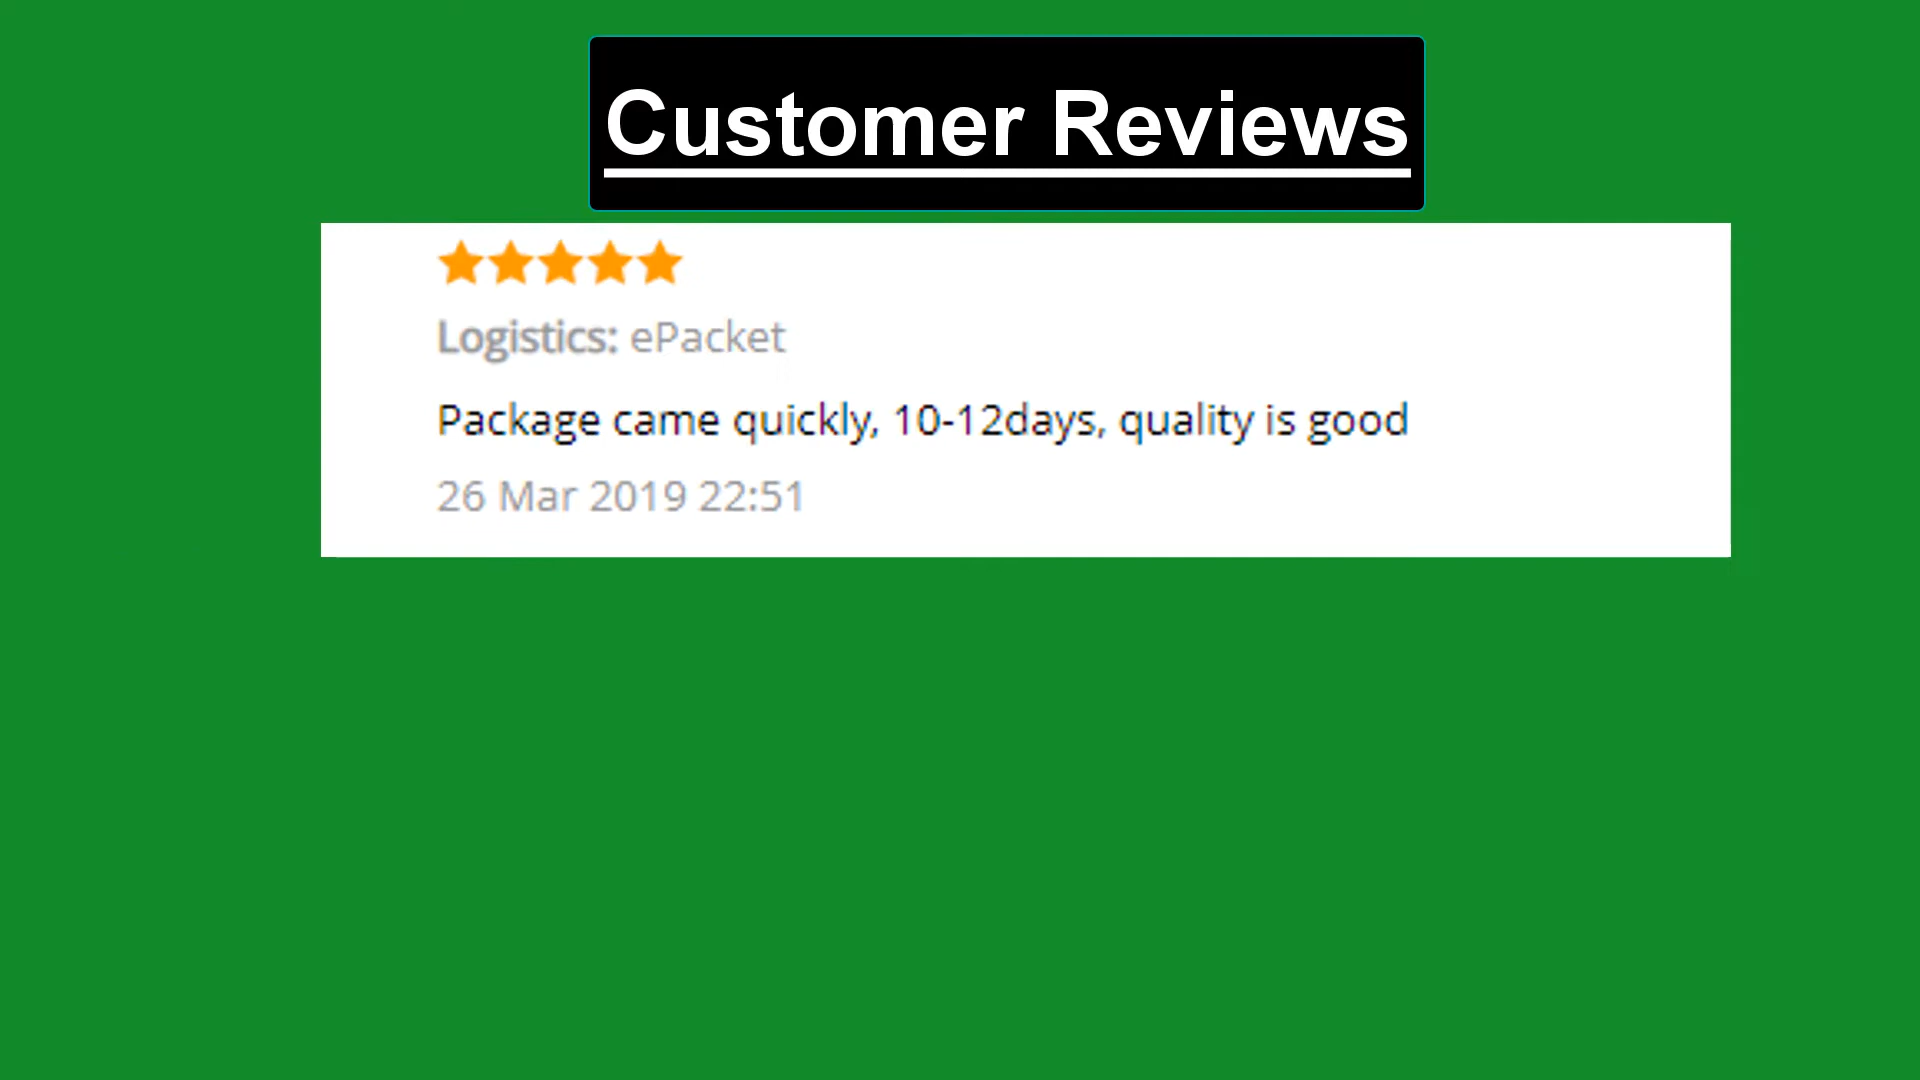 Customer Reviews
Logistics: ePacket
Package came quickly, 10-12days, quality is good
26 Mar 2019 22:51